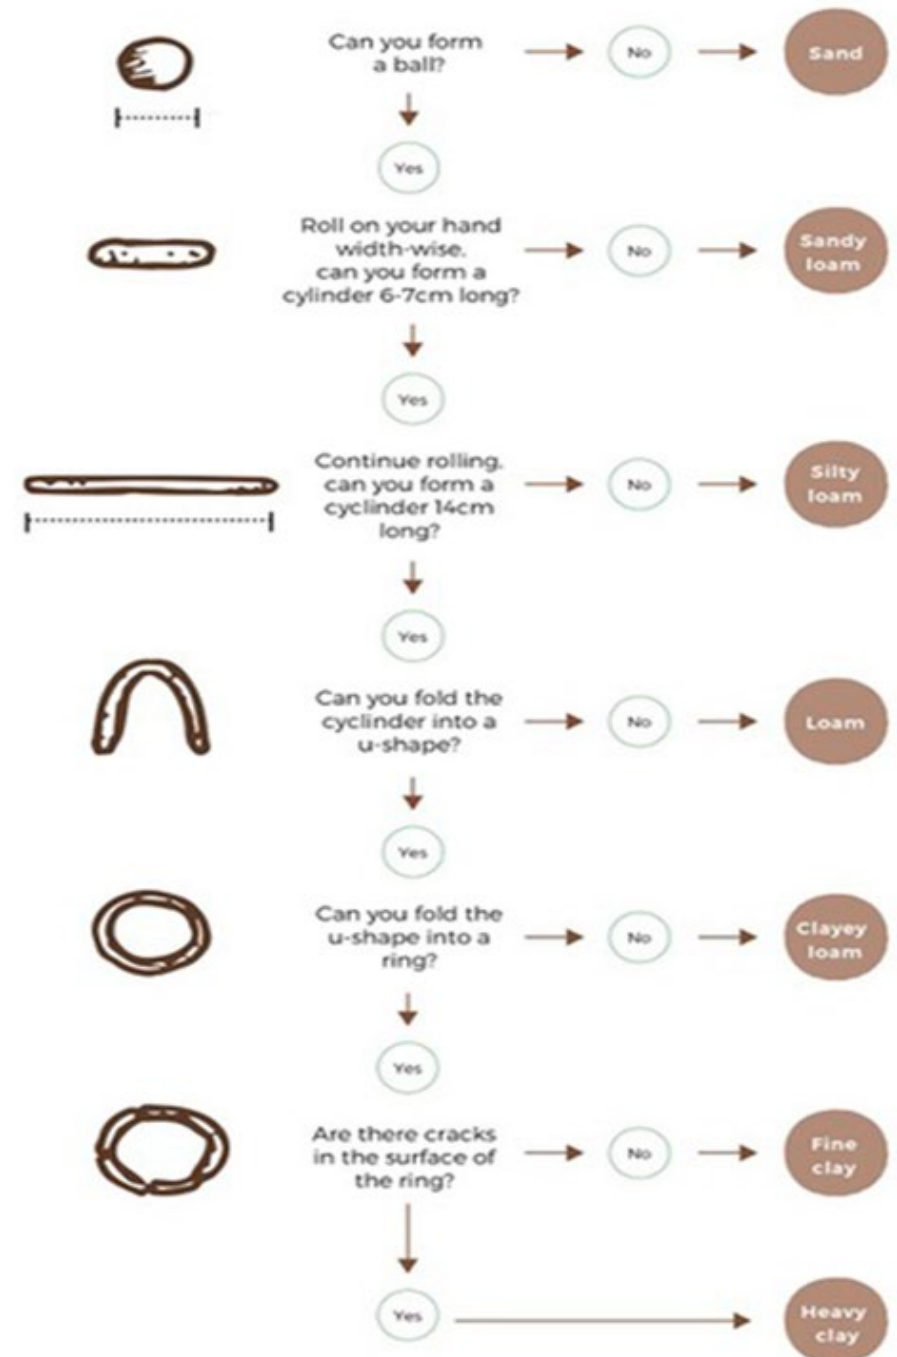 Can you form
a ball?
No
Sand
Yes
Roll on your hand
width-wise.
can you form a
cylinder 6-7cm long?
No
Sandy
loam
Yes
Continue rolling.
can you form a
cyclinder 14cm
long?
No
Silty
loam
Yes
Can you fold the
cyclinder into a
u-shape?
No
Loam
Yes
Can you fold the
u-shape into a
ring?
No
Clayey
loam
Yes
Are there cracks
in the surface of
the ring?
No
Fine
clay
Yes
Heavy
clay